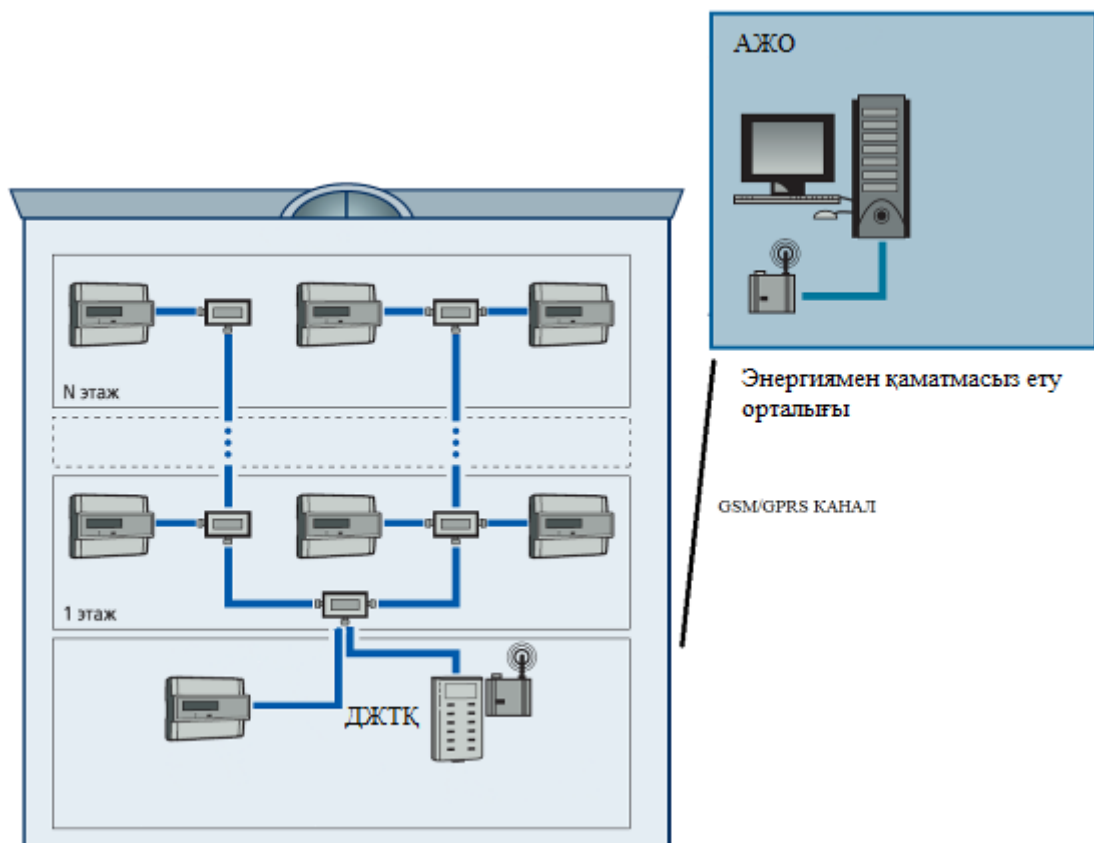 АЖО
Энергиямен қаматмасыз ету
орталығы
GSM/GPRS КАНАЛ
N этаж
1 этаж
ДЖТҚ